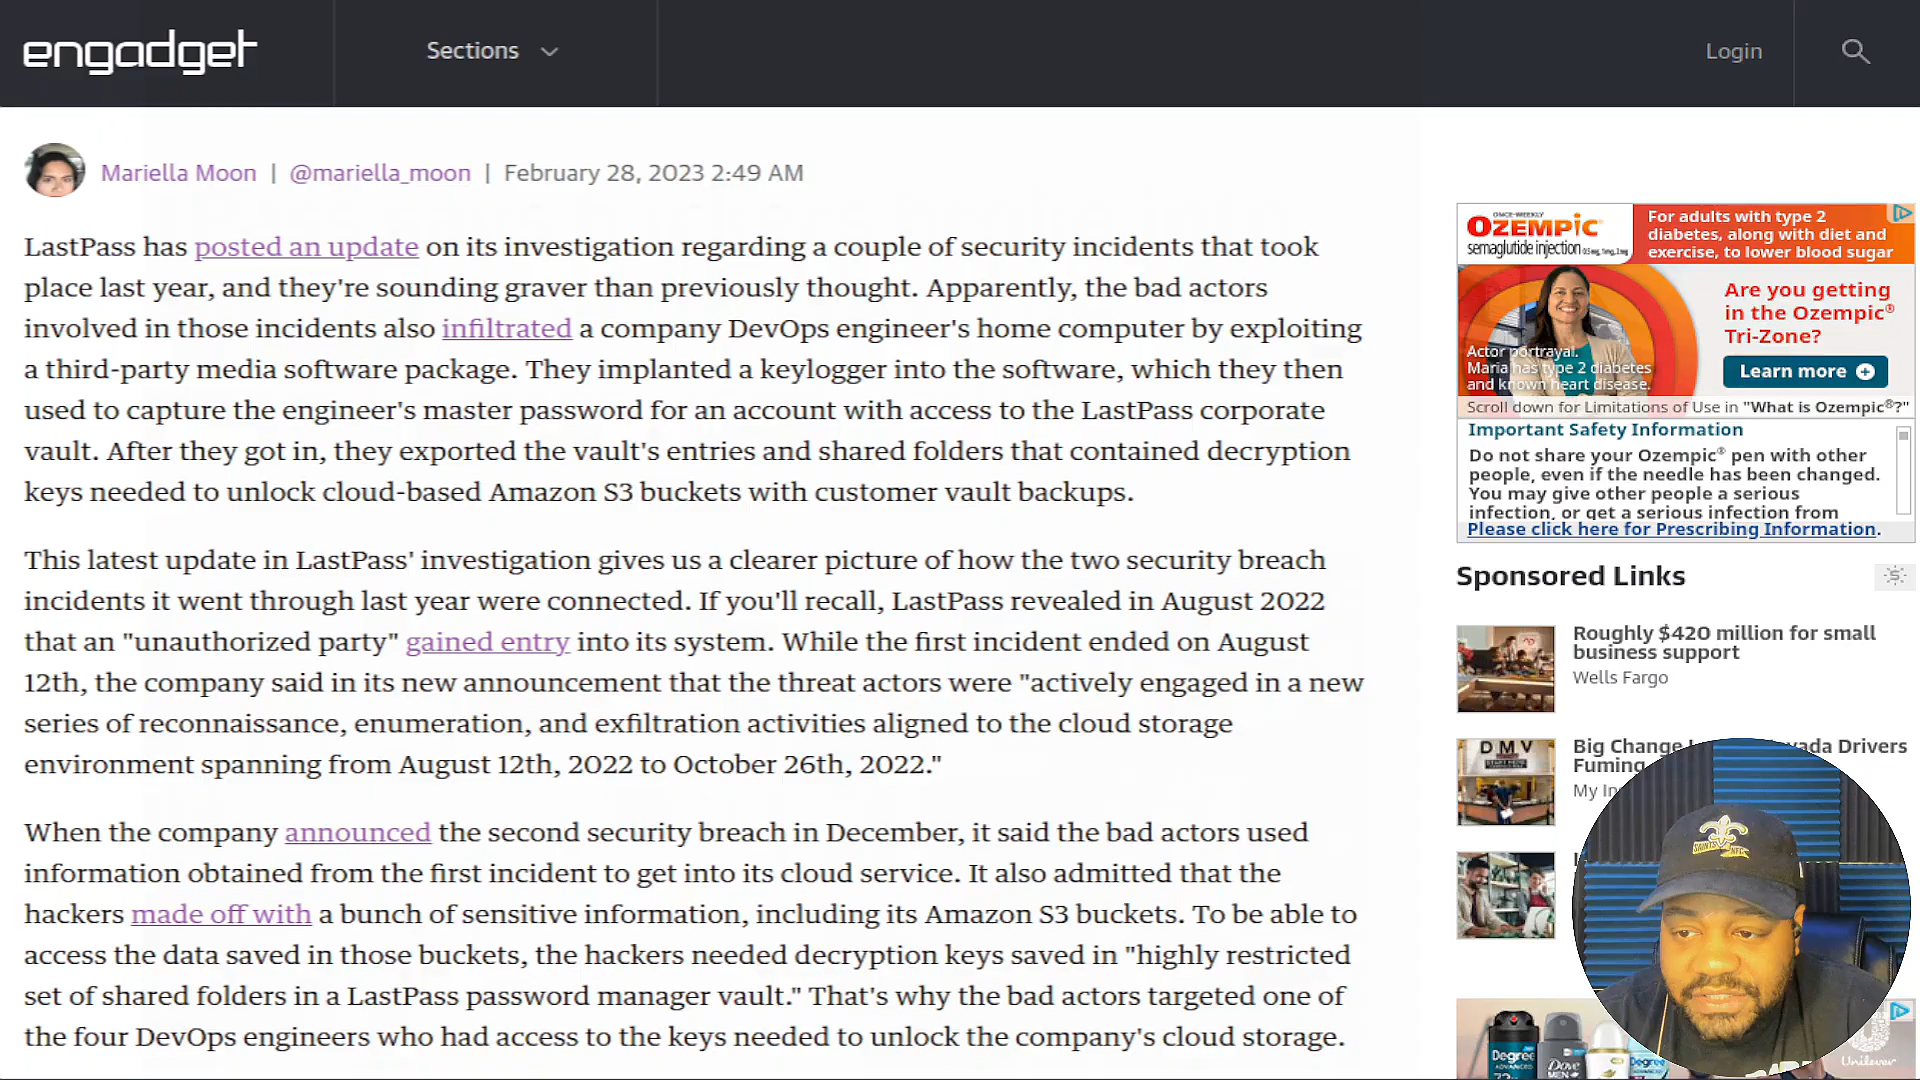 engadget
Sections
Login
Mariella Moon | @mariella_moon | February 28, 2023 2:49 AM
LastPass has posted an update on its investigation regarding a couple of security incidents that took
place last year, and they're sounding graver than previously thought. Apparently, the bad actors
involved in those incidents also infiltrated a company DevOps engineer's home computer by exploiting
a third-party media software package. They implanted a keylogger into the software, which they then
used to capture the engineer's master password for an account with access to the LastPass corporate
vault. After they got in, they exported the vault's entries and shared folders that contained decryption
keys needed to unlock cloud-based Amazon S3 buckets with customer vault backups.
This latest update in LastPass' investigation gives us a clearer picture of how the two security breach
incidents it went through last year were connected. If you'll recall, LastPass revealed in August 2022
that an "unauthorized party" gained entry into its system. While the first incident ended on August
12th, the company said in its new announcement that the threat actors were "actively engaged in a new
series of reconnaissance, enumeration, and exfiltration activities aligned to the cloud storage
environment spanning from August 12th, 2022 to October 26th, 2022."
When the company announced the second security breach in December, it said the bad actors used
information obtained from the first incident to get into its cloud service. It also admitted that the
hackers made off with a bunch of sensitive information, including its Amazon S3 buckets. To be able to
access the data saved in those buckets, the hackers needed decryption keys saved in "highly restricted
set of shared folders in a LastPass password manager vault." That's why the bad actors targeted one of
the four DevOps engineers who had access to the keys needed to unlock the company's cloud storage.
ONCE-WEEKLY
OZEMPIC®
semaglutide injection
For adults with type 2
diabetes, along with diet and
exercise, to lower blood sugar
Are you getting
in the Ozempic®
Tri-Zone?
Learn more
Actor portrayal.
Maria has type 2 diabetes
and known heart disease.
Scroll down for Limitations of Use in "What is Ozempic®?"
Important Safety Information
Do not share your Ozempic® pen with other
people, even if the needle has been changed.
You may give other people a serious
infection, or get a serious infection from
Please click here for Prescribing Information.
Sponsored Links
Roughly $420 million for small
business support
Wells Fargo
DMV
Big Change
Drivers
Fuming
My
SAINTS
Degree
Dove
MEN
Degree
Unilever